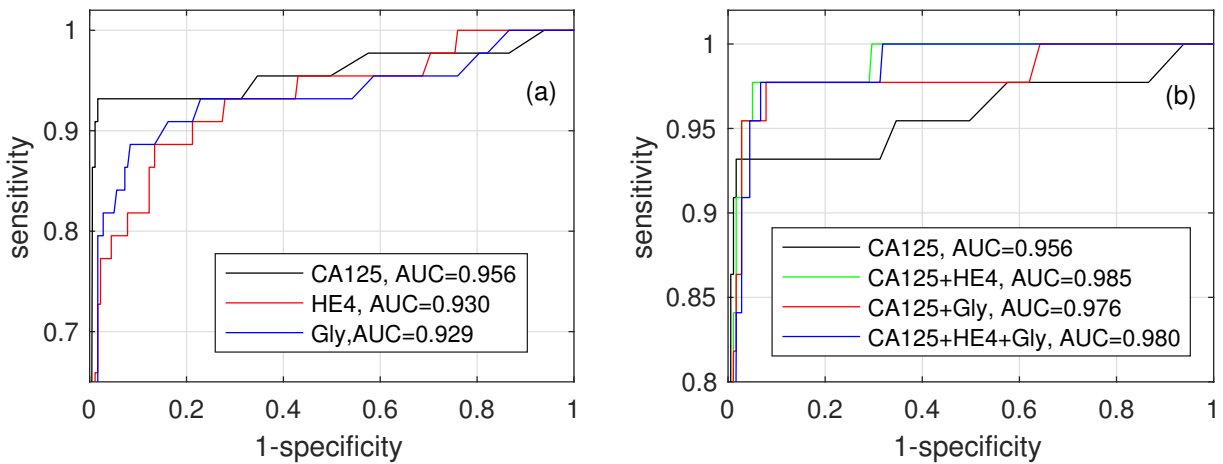 1
0.9
0.8
0.7
sensitivity
(a)
CA125, AUC=0.956
HE4, AUC=0.930
Gly,AUC=0.929
0 0.2 0.4 0.6 0.8 1
1-specificity
1
0.95
0.9
0.85
0.8
sensitivity
(b)
CA125, AUC=0.956
CA125+HE4, AUC=0.985
CA125+Gly, AUC=0.976
CA125+HE4+Gly, AUC=0.980
0 0.2 0.4 0.6 0.8 1
1-specificity